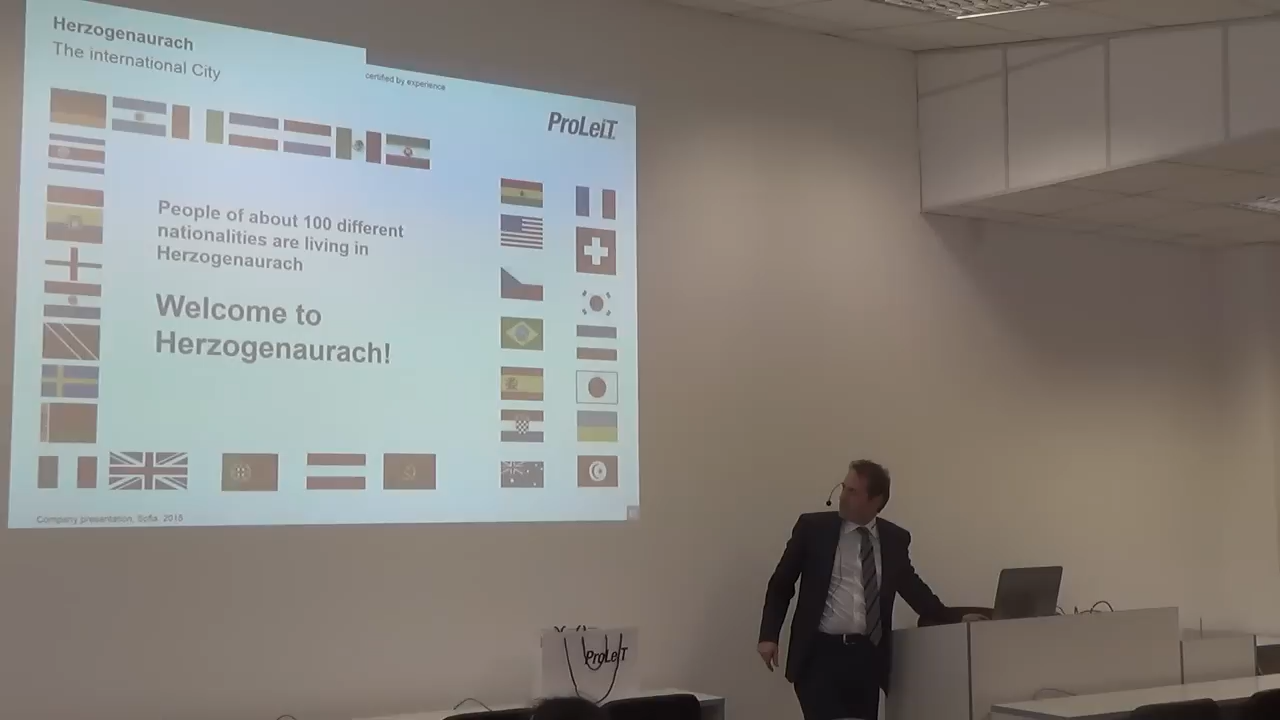 Herzogenaurach
The international City
certified by experience
ProLeiT
People of about 100 different
nationalities are living in
Herzogenaurach
Welcome to
Herzogenaurach!
Company presentation, Sofia, 2018
ProLeiT